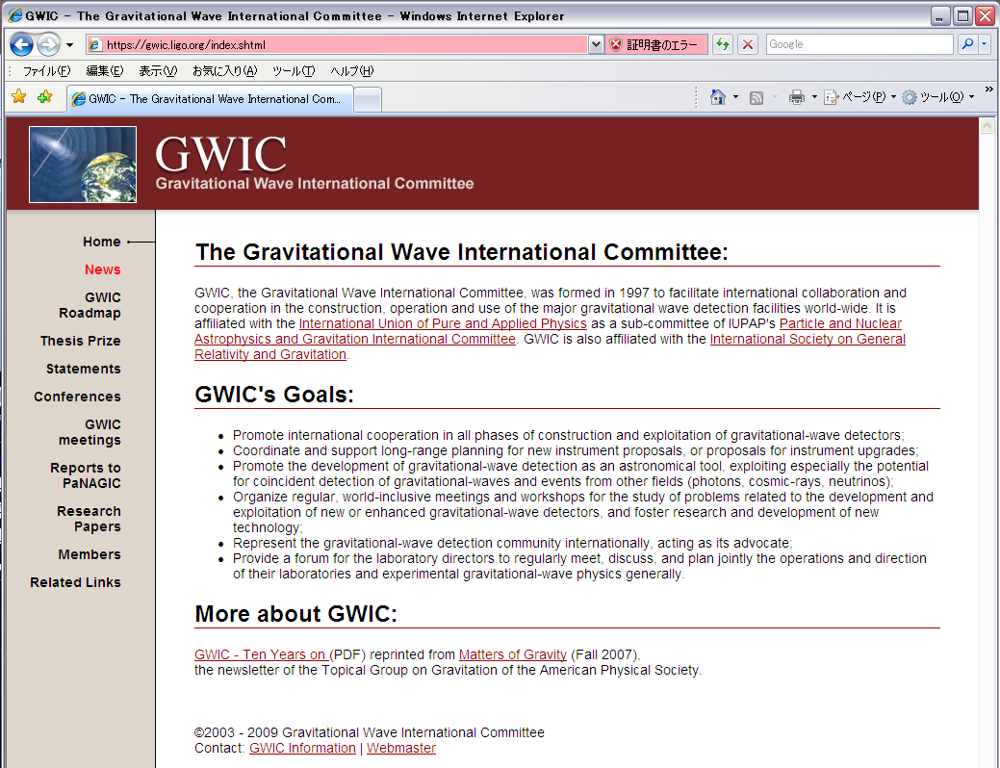 GWIC - The Gravitational Wave International Committee - Windows Internet Explorer
https://gwic.ligo.org/index.shtml
証明書のエラー
Google
ファイル(F) 編集(E) 表示(V) お気に入り(A) ツール(T) ヘルプ(H)
GWIC - The Gravitational Wave International Com...
ページ(P) ツール(O) »
GWIC
Gravitational Wave International Committee
Home
News
GWIC
Roadmap
Thesis Prize
Statements
Conferences
GWIC
meetings
Reports to
PaNAGIC
Research
Papers
Members
Related Links
The Gravitational Wave International Committee:
GWIC, the Gravitational Wave International Committee, was formed in 1997 to facilitate international collaboration and
cooperation in the construction, operation and use of the major gravitational wave detection facilities world-wide. It is
affiliated with the International Union of Pure and Applied Physics as a sub-committee of IUPAP's Particle and Nuclear
Astrophysics and Gravitation International Committee. GWIC is also affiliated with the International Society on General
Relativity and Gravitation.
GWIC's Goals:
• Promote international cooperation in all phases of construction and exploitation of gravitational-wave detectors;
• Coordinate and support long-range planning for new instrument proposals, or proposals for instrument upgrades;
• Promote the development of gravitational-wave detection as an astronomical tool, exploiting especially the potential
for coincident detection of gravitational-waves and events from other fields (photons, cosmic-rays, neutrinos);
• Organize regular, world-inclusive meetings and workshops for the study of problems related to the development and
exploitation of new or enhanced gravitational-wave detectors, and foster research and development of new
technology;
• Represent the gravitational-wave detection community internationally, acting as its advocate;
• Provide a forum for the laboratory directors to regularly meet, discuss, and plan jointly the operations and direction
of their laboratories and experimental gravitational-wave physics generally.
More about GWIC:
GWIC - Ten Years on (PDF) reprinted from Matters of Gravity (Fall 2007),
the newsletter of the Topical Group on Gravitation of the American Physical Society.
©2003 - 2009 Gravitational Wave International Committee
Contact: GWIC Information | Webmaster